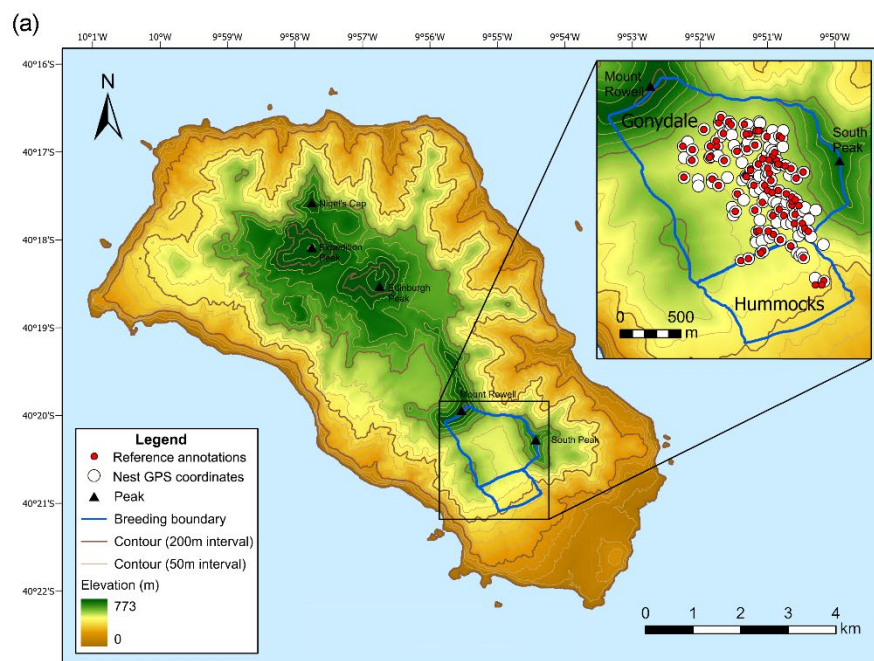 (a)
10°1'W 10°W 9°59'W 9°58'W 9°57'W 9°56'W 9°55'W 9°54'W 9°53'W 9°52'W 9°51'W 9°50'W
40°16'S
40°17'S
40°18'S
40°19'S
40°20'S
40°21'S
40°22'S
N
Nigel's Cap
Expedition
Peak
Edinburgh
Peak
Mount Rowell
South Peak
Mount
Rowell
Gonydale
South
Peak
Hummocks
0 500
m
Legend
Reference annotations
Nest GPS coordinates
Peak
Breeding boundary
Contour (200m interval)
Contour (50m interval)
Elevation (m)
773
0
0 1 2 3 4
km